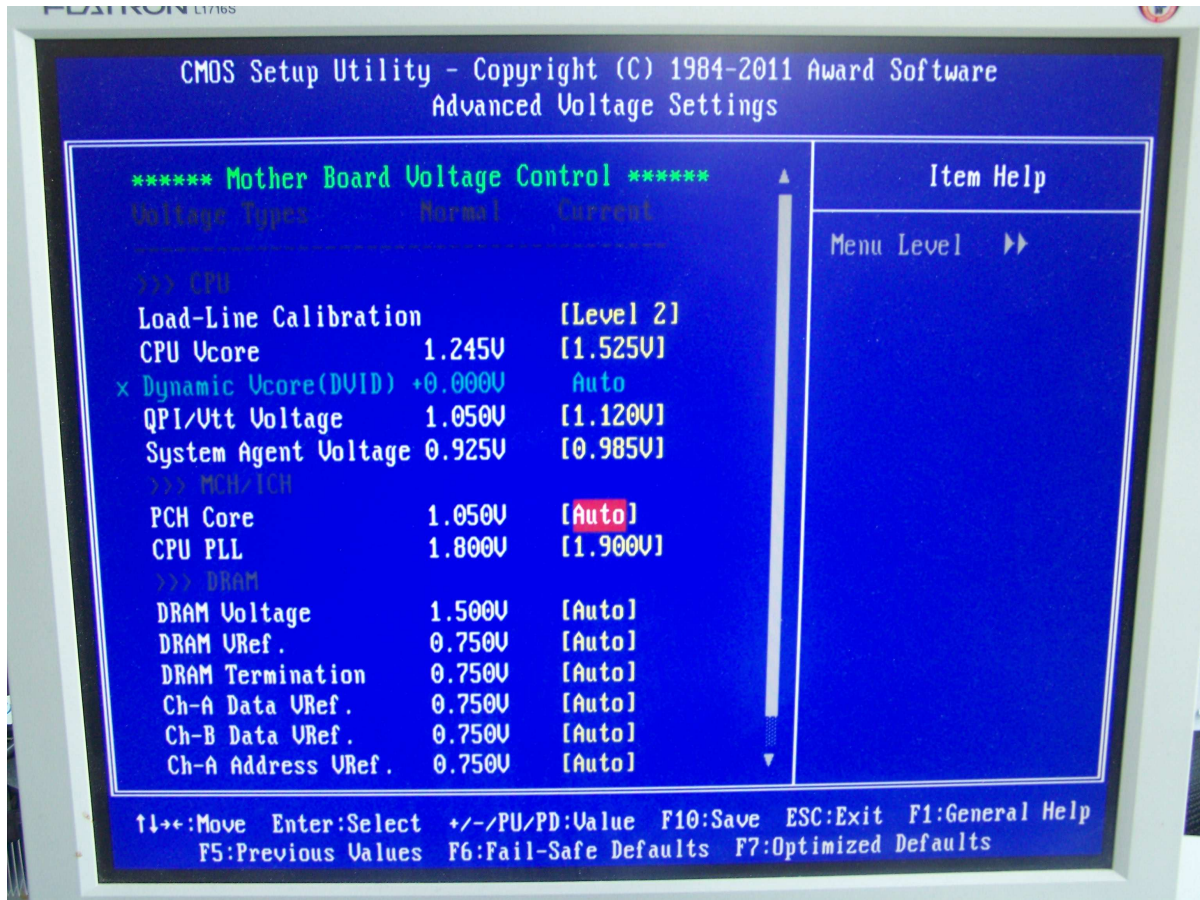 FLATRON L1716S
CMOS Setup Utility - Copyright (C) 1984-2011 Award Software
Advanced Voltage Settings
****** Mother Board Voltage Control ******
Voltage Types Normal Current
>>> CPU
Load-Line Calibration [Level 2]
CPU Vcore 1.245V [1.525V]
x Dynamic Vcore(DVID) +0.000V Auto
QPI/Vtt Voltage 1.050V [1.120V]
System Agent Voltage 0.925V [0.985V]
>>> MCH/ICH
PCH Core 1.050V [Auto]
CPU PLL 1.800V [1.900V]
>>> DRAM
DRAM Voltage 1.500V [Auto]
DRAM VRef. 0.750V [Auto]
DRAM Termination 0.750V [Auto]
Ch-A Data VRef. 0.750V [Auto]
Ch-B Data VRef. 0.750V [Auto]
Ch-A Address VRef. 0.750V [Auto]
Item Help
Menu Level ▶▶
↑↓→←:Move Enter:Select +/-/PU/PD:Value F10:Save ESC:Exit F1:General Help
F5:Previous Values F6:Fail-Safe Defaults F7:Optimized Defaults